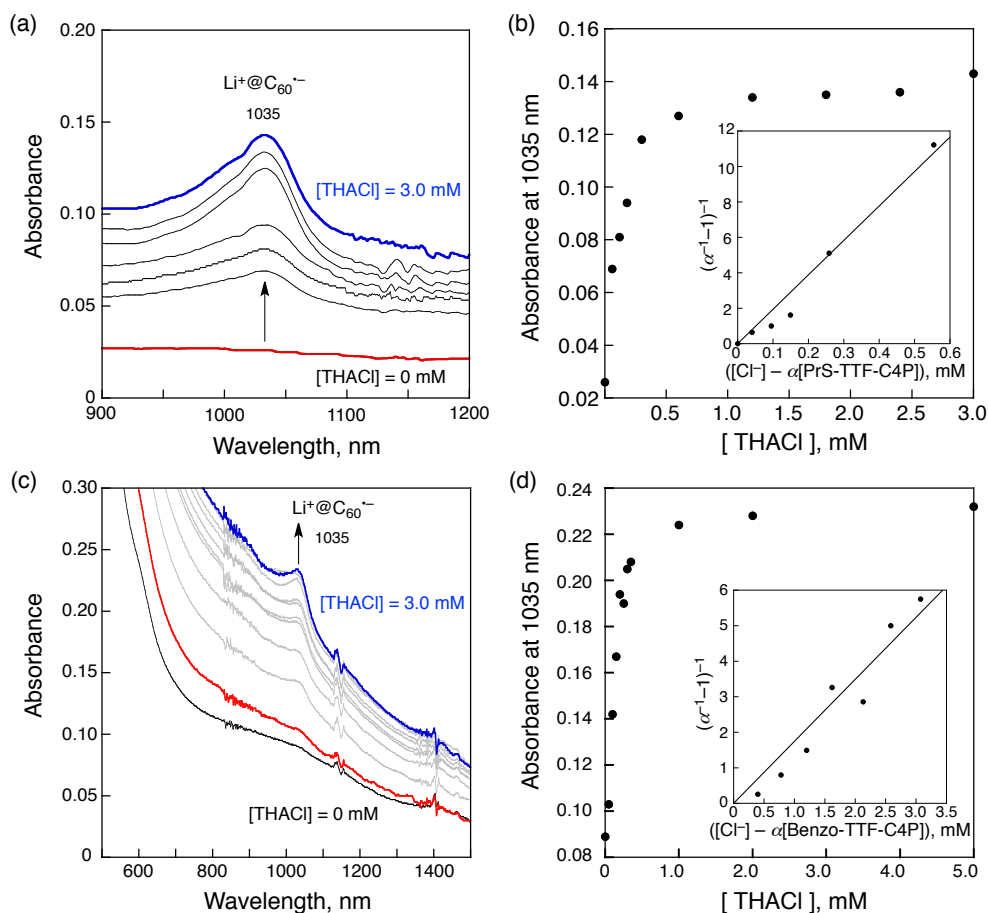 (a)
0.20
0.15
0.10
0.05
0
Absorbance
Li⁺@C₆₀•⁻
1035
[THACl] = 3.0 mM
[THACl] = 0 mM
900 1000 1100 1200
Wavelength, nm
(b)
0.16
0.14
0.12
0.10
0.08
0.06
0.04
0.02
Absorbance at 1035 nm
12
10
8
6
4
2
0
(α⁻¹–1)⁻¹
0 0.1 0.2 0.3 0.4 0.5 0.6
([Cl⁻] – α[PrS-TTF-C4P]), mM
0.5 1.0 1.5 2.0 2.5 3.0
[ THACl ], mM
(c)
0.30
0.25
0.20
0.15
0.10
0.05
0
Absorbance
Li⁺@C₆₀•⁻
1035
[THACl] = 3.0 mM
[THACl] = 0 mM
600 800 1000 1200 1400
Wavelength, nm
(d)
0.24
0.22
0.20
0.18
0.16
0.14
0.12
0.10
0.08
Absorbance at 1035 nm
6
5
4
3
2
1
0
(α⁻¹–1)⁻¹
0 0.5 1.0 1.5 2.0 2.5 3.0 3.5
([Cl⁻] – α[Benzo-TTF-C4P]), mM
0 1.0 2.0 3.0 4.0 5.0
[ THACl ], mM